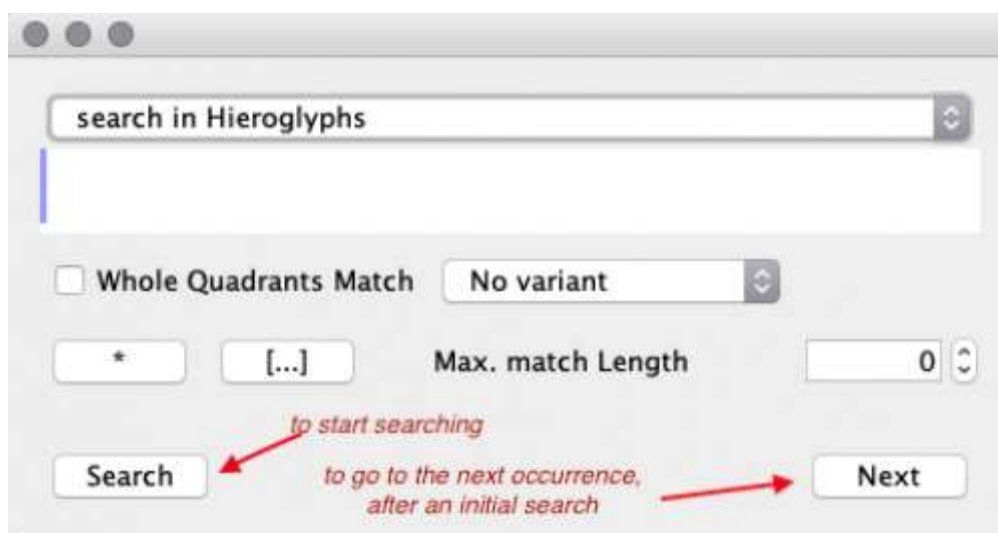 search in Hieroglyphs
Whole Quadrants Match No variant
* [...] Max. match Length 0
to start searching
Search to go to the next occurrence, Next
after an initial search